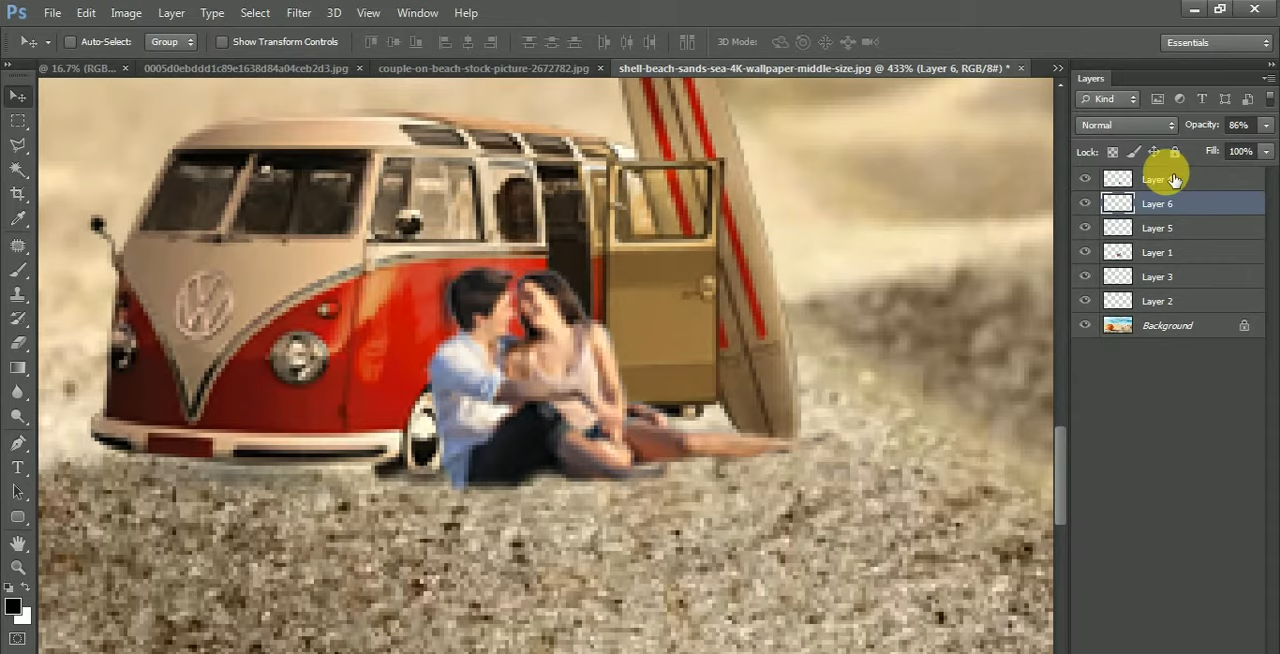 Ps File Edit Image Layer Type Select Filter 3D View Window Help
Auto-Select: Group Show Transform Controls 3D Mode: Essentials
@ 16.7% (RGB... × 0005d0ebddd1c89e1638d84a04ceb2d3.jpg × couple-on-beach-stock-picture-2672782.jpg × shell-beach-sands-sea-4K-wallpaper-middle-size.jpg @ 433% (Layer 6, RGB/8#) * ×
Layers
Kind
Normal Opacity: 86%
Lock: Fill: 100%
Layer
Layer 6
Layer 5
Layer 1
Layer 3
Layer 2
Background